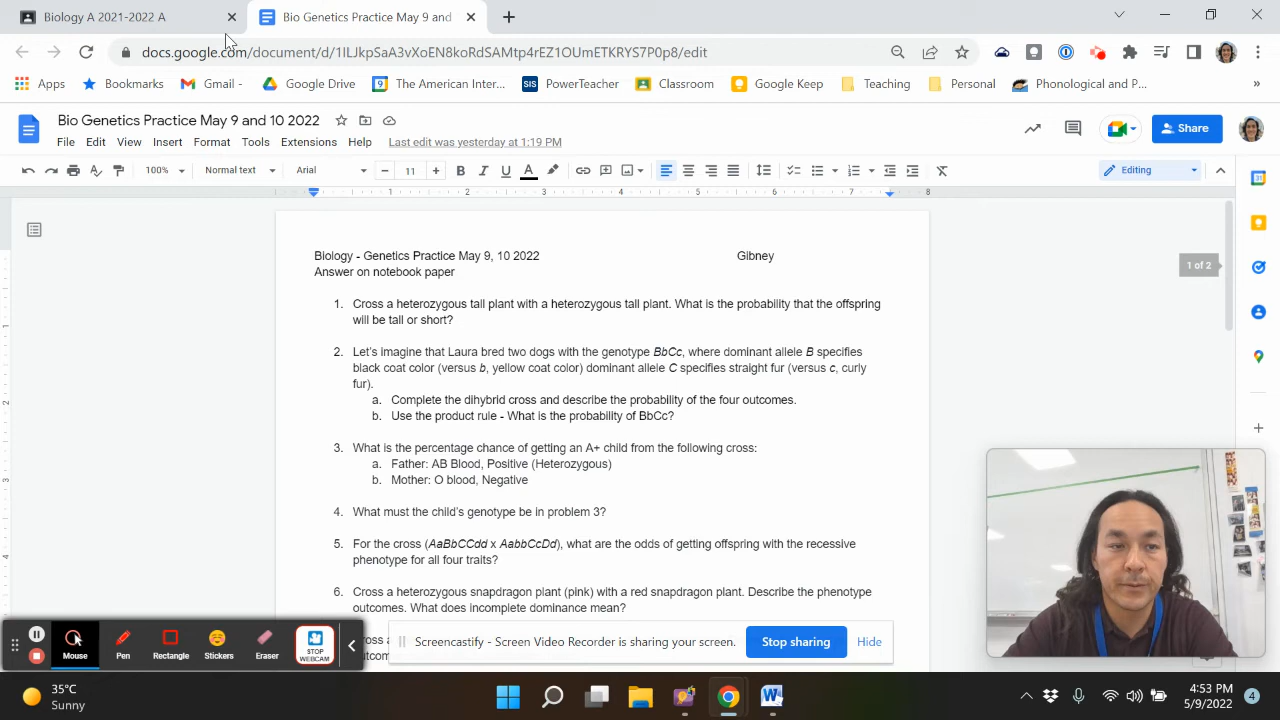 Biology A 2021-2022 A
Bio Genetics Practice May 9 and
docs.google.com/document/d/1ILJkpSaA3vXoEN8koRdSAMtp4rEZ1OUmETKRYS7P0p8/edit
Apps
Bookmarks
Gmail -
Google Drive
The American Inter...
SIS
PowerTeacher
Classroom
Google Keep
Teaching
Personal
Phonological and P...
Bio Genetics Practice May 9 and 10 2022
Share
File Edit View Insert Format Tools Extensions Help
Last edit was yesterday at 1:19 PM
100%
Normal text
Arial
11
B I U A
Editing
1 2 3 4 5 6 7 8
1 of 2
Biology - Genetics Practice May 9, 10 2022
Gibney
Answer on notebook paper
1. Cross a heterozygous tall plant with a heterozygous tall plant. What is the probability that the offspring
will be tall or short?
2. Let's imagine that Laura bred two dogs with the genotype BbCc, where dominant allele B specifies
black coat color (versus b, yellow coat color) dominant allele C specifies straight fur (versus c, curly
fur).
a. Complete the dihybrid cross and describe the probability of the four outcomes.
b. Use the product rule - What is the probability of BbCc?
3. What is the percentage chance of getting an A+ child from the following cross:
a. Father: AB Blood, Positive (Heterozygous)
b. Mother: O blood, Negative
4. What must the child's genotype be in problem 3?
5. For the cross (AaBbCCdd x AabbCcDd), what are the odds of getting offspring with the recessive
phenotype for all four traits?
6. Cross a heterozygous snapdragon plant (pink) with a red snapdragon plant. Describe the phenotype
outcomes. What does incomplete dominance mean?
Mouse
Pen
Rectangle
Stickers
Eraser
STOP
WEBCAM
Screencastify - Screen Video Recorder is sharing your screen.
Stop sharing
Hide
35°C
Sunny
4:53 PM
5/9/2022
4